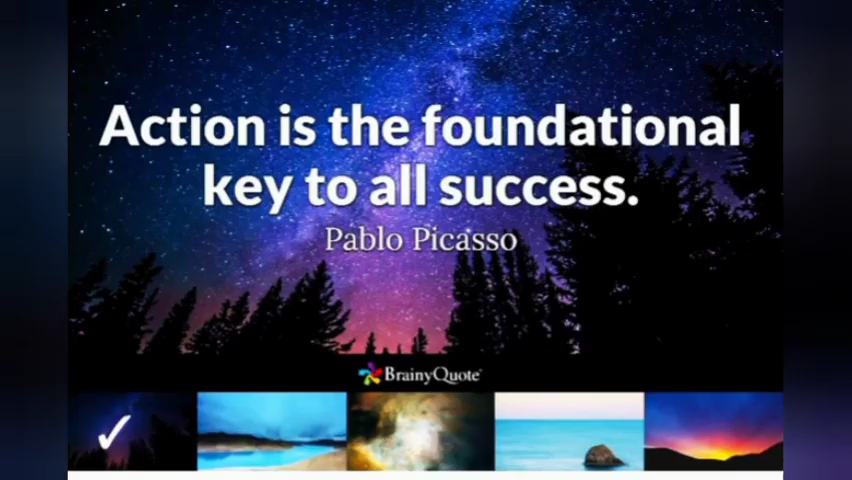 Action is the foundational
key to all success.
Pablo Picasso
BrainyQuote